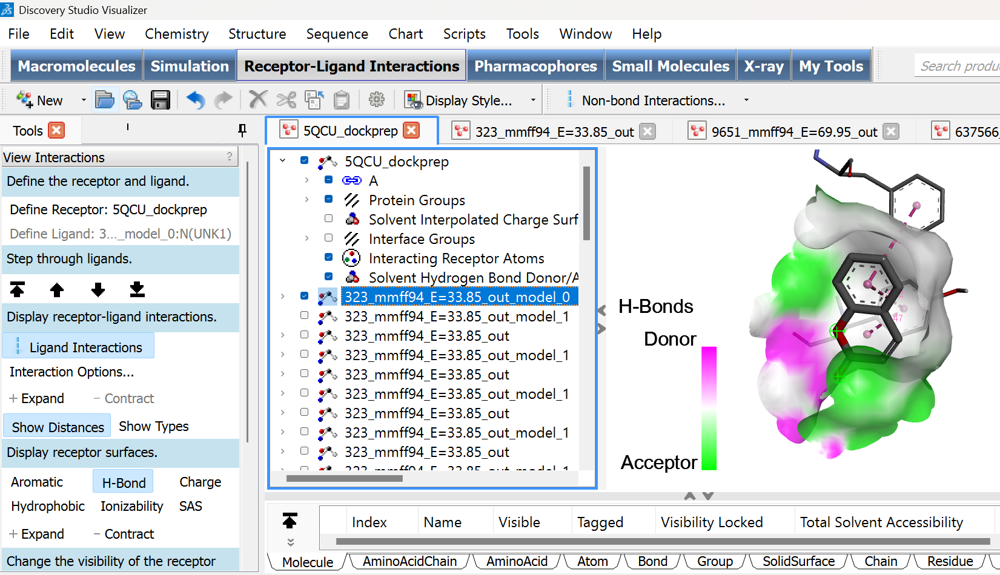 Discovery Studio Visualizer
File Edit View Chemistry Structure Sequence Chart Scripts Tools Window Help
Macromolecules Simulation Receptor-Ligand Interactions Pharmacophores Small Molecules X-ray My Tools Search produ
New Display Style... Non-bond Interactions...
Tools
5QCU_dockprep 323_mmff94_E=33.85_out 9651_mmff94_E=69.95_out 637566_
View Interactions ?
Define the receptor and ligand.
Define Receptor: 5QCU_dockprep
Define Ligand: 3..._model_0:N(UNK1)
Step through ligands.
Display receptor-ligand interactions.
Ligand Interactions
Interaction Options...
+ Expand - Contract
Show Distances Show Types
Display receptor surfaces.
Aromatic H-Bond Charge
Hydrophobic Ionizability SAS
+ Expand - Contract
Change the visibility of the receptor
5QCU_dockprep
A
Protein Groups
Solvent Interpolated Charge Surf
Interface Groups
Interacting Receptor Atoms
Solvent Hydrogen Bond Donor/A
323_mmff94_E=33.85_out_model_0
323_mmff94_E=33.85_out_model_1
323_mmff94_E=33.85_out
323_mmff94_E=33.85_out_model_1
323_mmff94_E=33.85_out
323_mmff94_E=33.85_out_model_1
323_mmff94_E=33.85_out
323_mmff94_E=33.85_out_model_1
323_mmff94_E=33.85_out
323_mmff94_E=33.85_out_model_1
H-Bonds
Donor
Acceptor
47
Index Name Visible Tagged Visibility Locked Total Solvent Accessibility
Molecule AminoAcidChain AminoAcid Atom Bond Group SolidSurface Chain Residue